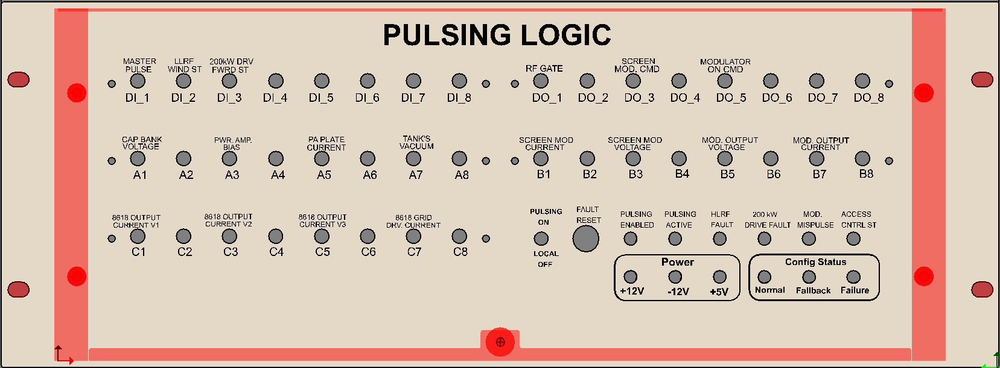 PULSING LOGIC
MASTER PULSE LLRF WIND ST 200kW DRV FWRD ST RF GATE SCREEN MOD. CMD MODULATOR ON CMD
DI_1 DI_2 DI_3 DI_4 DI_5 DI_6 DI_7 DI_8 DO_1 DO_2 DO_3 DO_4 DO_5 DO_6 DO_7 DO_8
CAP BANK VOLTAGE PWR. AMP. BIAS PA PLATE CURRENT TANK'S VACUUM SCREEN MOD CURRENT SCREEN MOD VOLTAGE MOD. OUTPUT VOLTAGE MOD. OUTPUT CURRENT
A1 A2 A3 A4 A5 A6 A7 A8 B1 B2 B3 B4 B5 B6 B7 B8
8618 OUTPUT CURRENT V1 8618 OUTPUT CURRENT V2 8618 OUTPUT CURRENT V3 8618 GRID DRV. CURRENT
C1 C2 C3 C4 C5 C6 C7 C8
PULSING
ON
LOCAL
OFF
FAULT
RESET
PULSING ENABLED PULSING ACTIVE HLRF FAULT 200 kW DRIVE FAULT MOD. MISPULSE ACCESS CNTRL ST
Power
+12V -12V +5V
Config Status
Normal Fallback Failure